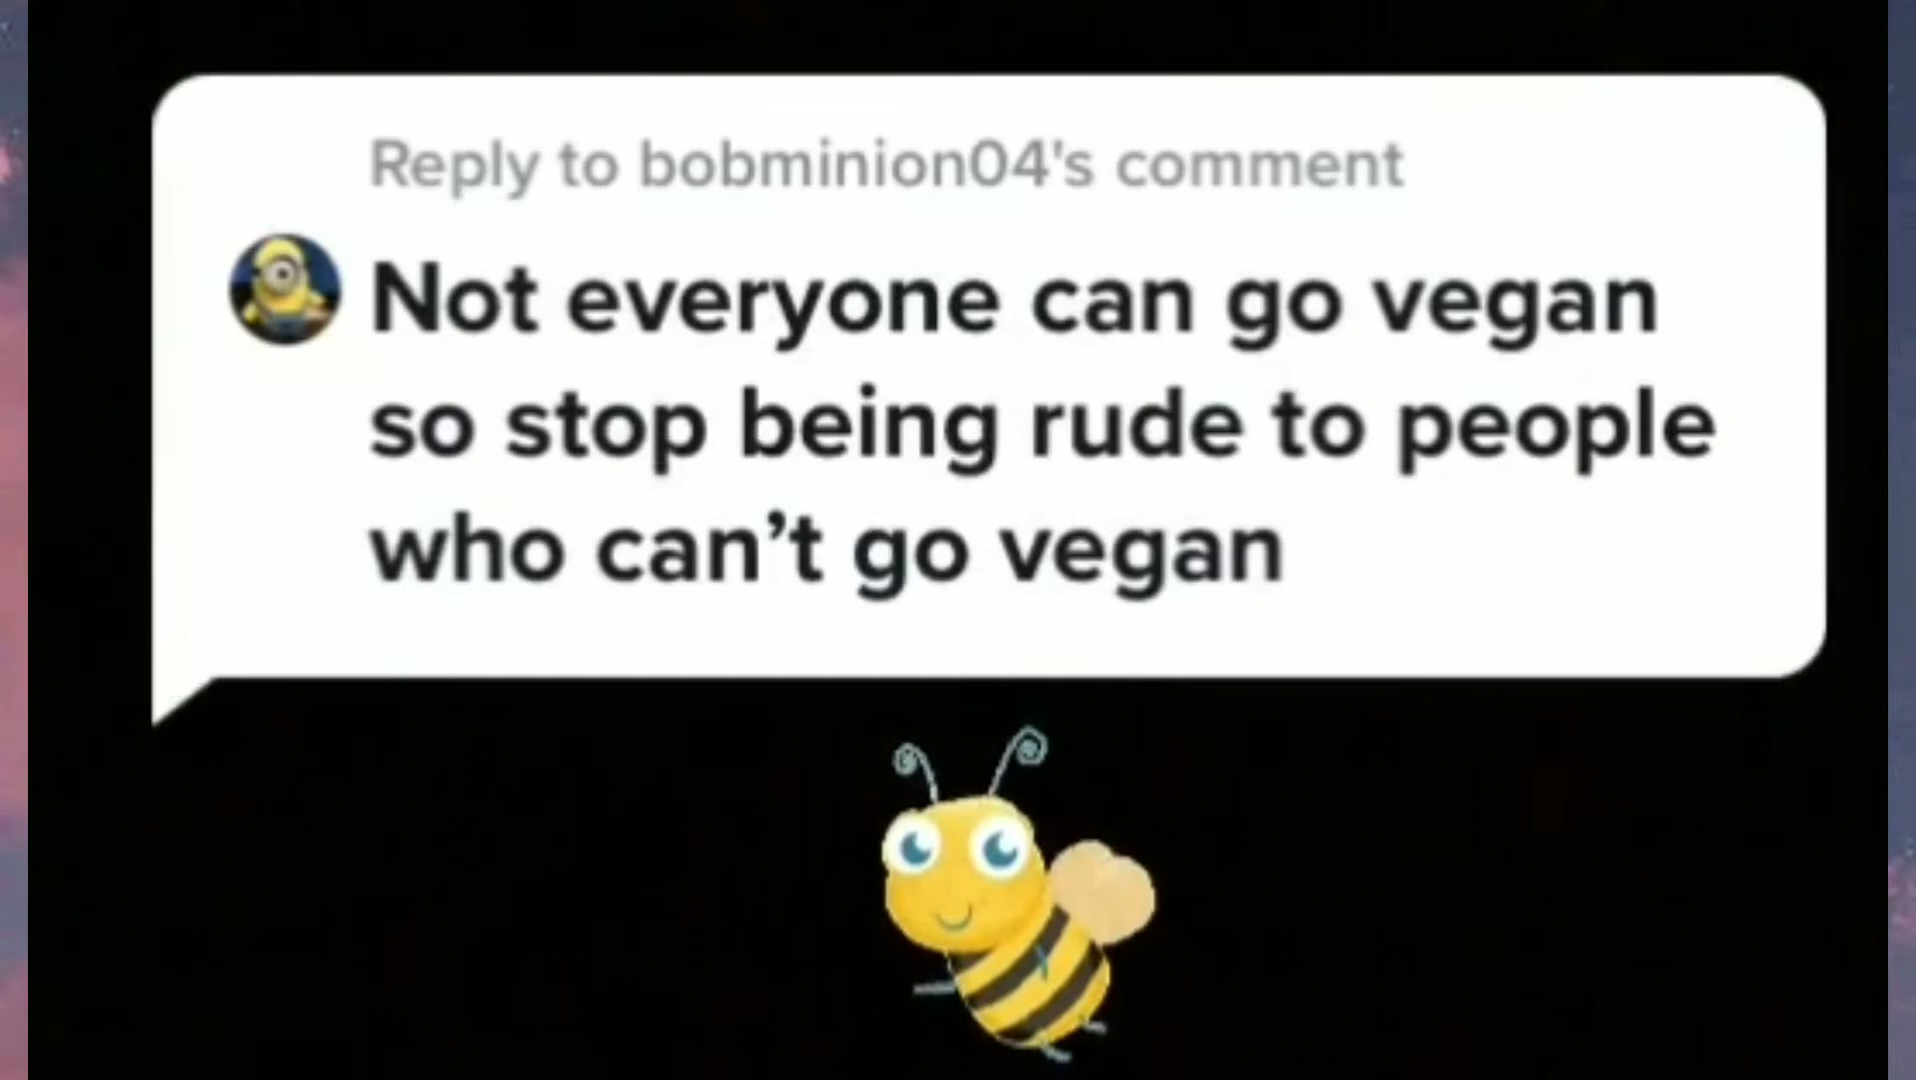 Reply to bobminion04's comment
Not everyone can go vegan
so stop being rude to people
who can’t go vegan